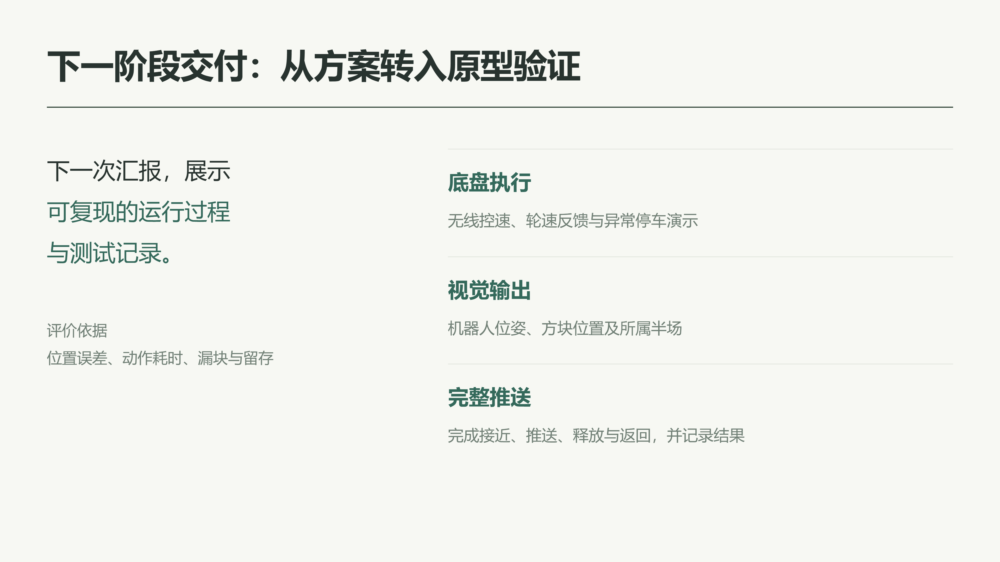 下一阶段交付：从方案转入原型验证
下一次汇报，展示
可复现的运行过程
与测试记录。
评价依据
位置误差、动作耗时、漏块与留存
底盘执行
无线控速、轮速反馈与异常停车演示
视觉输出
机器人位姿、方块位置及所属半场
完整推送
完成接近、推送、释放与返回，并记录结果